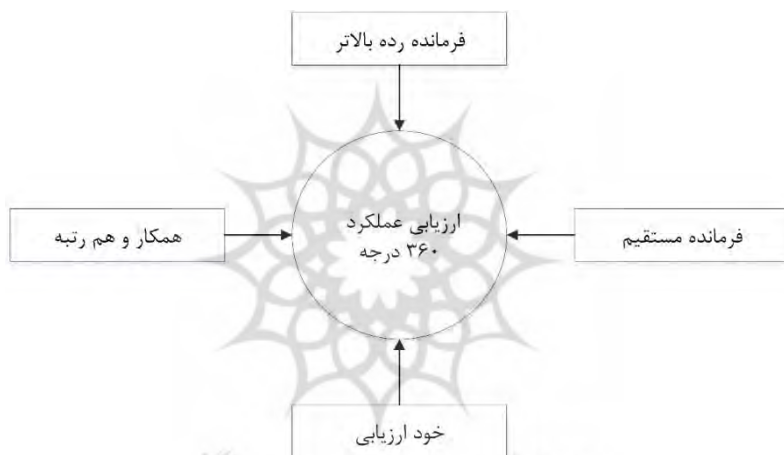 فرمانده رده بالاتر
همکار و هم رتبه
ارزیابی عملکرد
۳۶۰ درجه
فرمانده مستقیم
خود ارزیابی